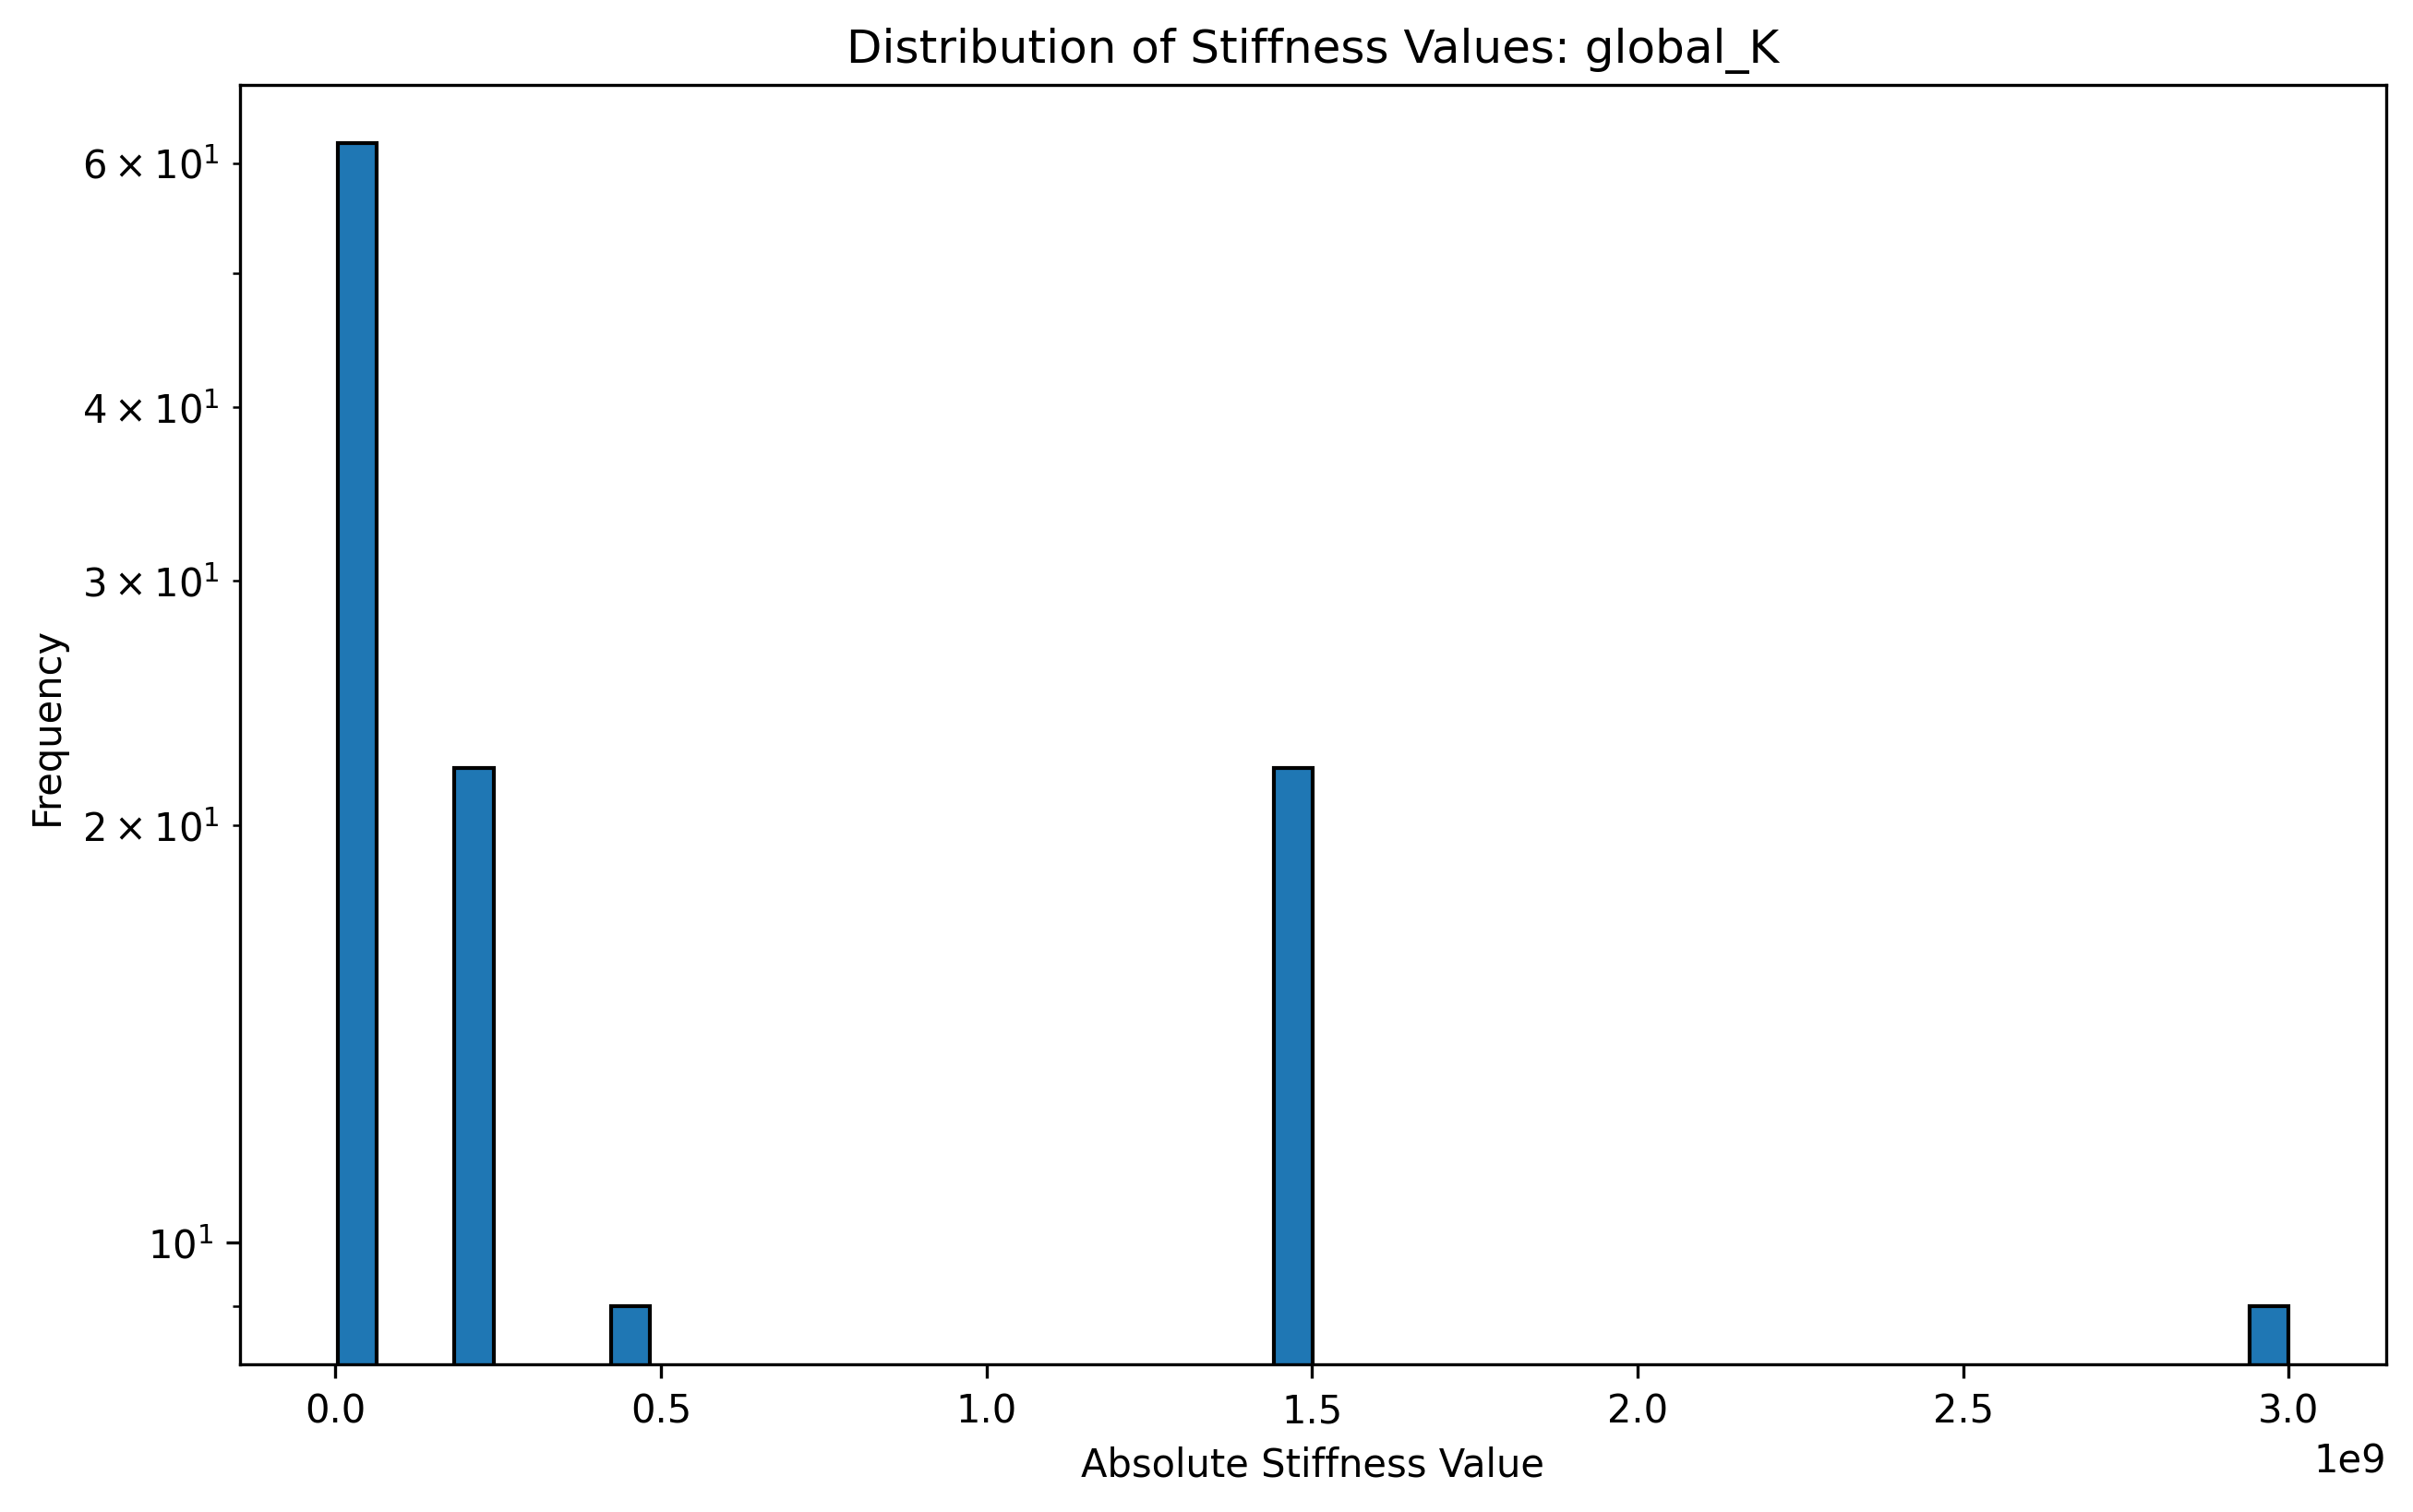 Distribution of Stiffness Values: global_K
6×10¹
4×10¹
3×10¹
2×10¹
10¹
Frequency
0.0 0.5 1.0 1.5 2.0 2.5 3.0
1e9
Absolute Stiffness Value